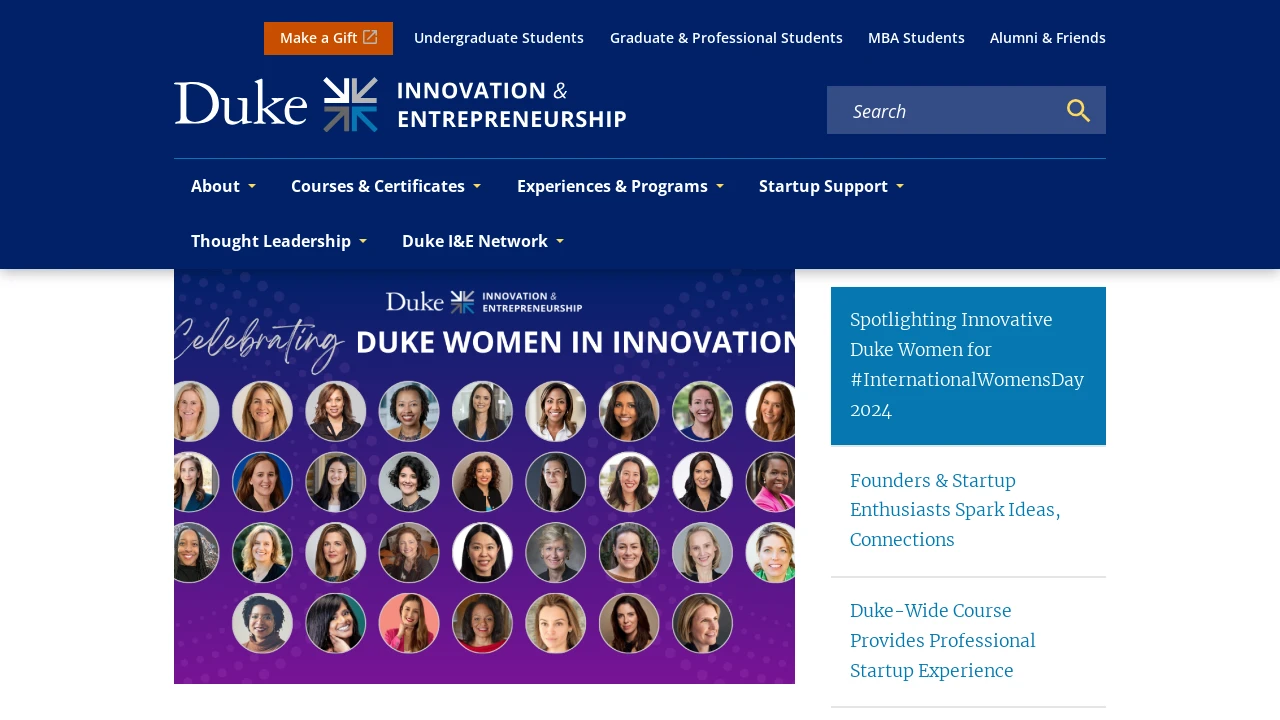 Make a Gift
Undergraduate Students
Graduate & Professional Students
MBA Students
Alumni & Friends
Duke
INNOVATION &
ENTREPRENEURSHIP
Search
About
Courses & Certificates
Experiences & Programs
Startup Support
Thought Leadership
Duke I&E Network
Duke
INNOVATION &
ENTREPRENEURSHIP
Celebrating DUKE WOMEN IN INNOVATION
Spotlighting Innovative
Duke Women for
#InternationalWomensDay
2024
Founders & Startup
Enthusiasts Spark Ideas,
Connections
Duke-Wide Course
Provides Professional
Startup Experience